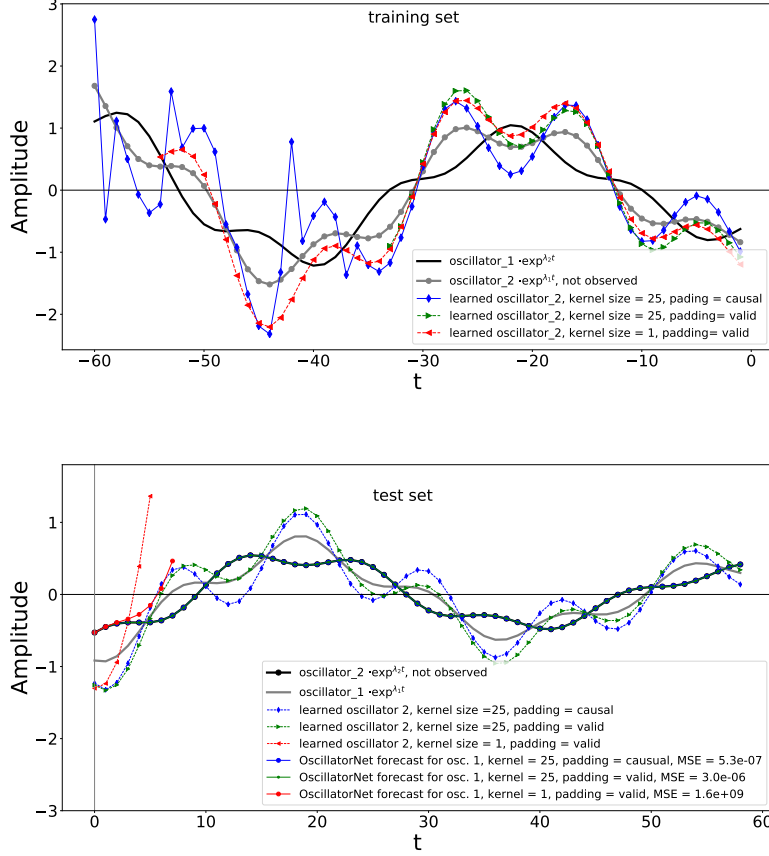 3
training set
2
1
0
−1
−2
Amplitude
oscillator_1 ·exp^λ₂t
oscillator_2 ·exp^λ₁t, not observed
learned oscillator_2, kernel size = 25, pading = causal
learned oscillator_2, kernel size = 25, padding= valid
learned oscillator_2, kernel size = 1, padding= valid
−60 −50 −40 −30 −20 −10 0
t
test set
1
0
−1
−2
−3
Amplitude
oscillator_2 ·exp^λ₂t, not observed
oscillator_1 ·exp^λ₁t
learned oscillator 2, kernel size =25, padding = causal
learned oscillator 2, kernel size =25, padding = valid
learned oscillator 2, kernel size = 1, padding = valid
OscillatorNet forecast for osc. 1, kernel = 25, padding = causual, MSE = 5.3e-07
OscillatorNet forecast for osc. 1, kernel = 25, padding = valid, MSE = 3.0e-06
OscillatorNet forecast for osc. 1, kernel = 1, padding = valid, MSE = 1.6e+09
0 10 20 30 40 50 60
t